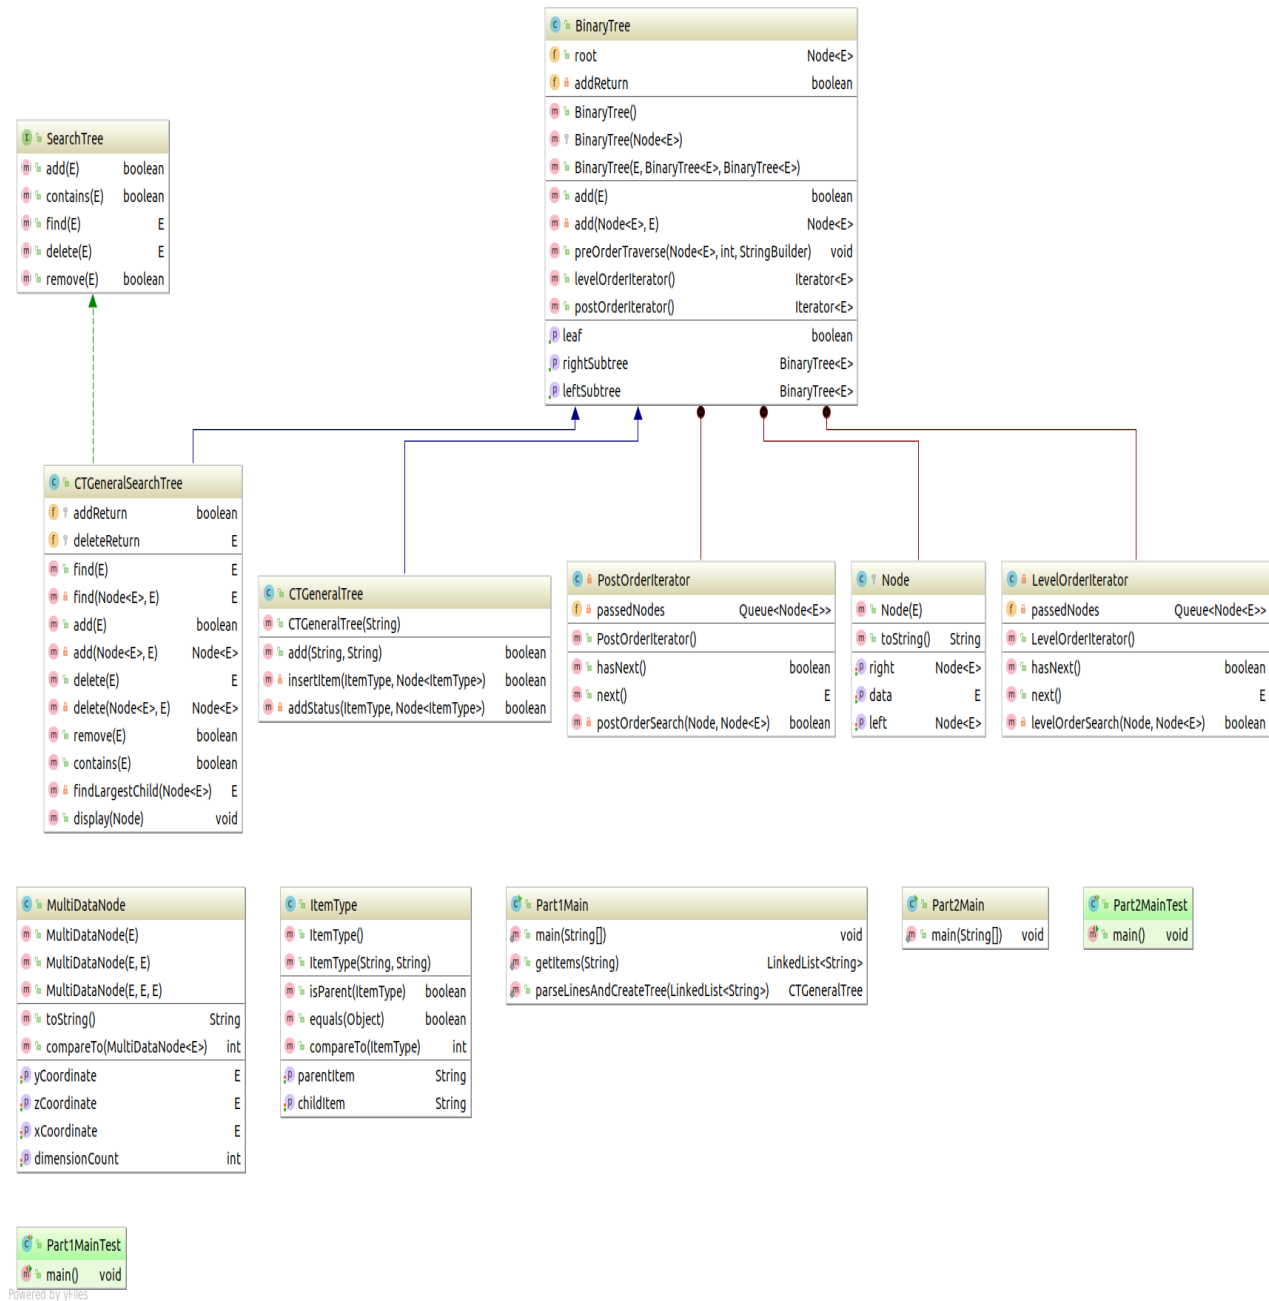 BinaryTree
root Node<E>
addReturn boolean
BinaryTree()
BinaryTree(Node<E>)
BinaryTree(E, BinaryTree<E>, BinaryTree<E>)
add(E) boolean
add(Node<E>, E) Node<E>
preOrderTraverse(Node<E>, int, StringBuilder) void
levelOrderIterator() Iterator<E>
postOrderIterator() Iterator<E>
leaf boolean
rightSubtree BinaryTree<E>
leftSubtree BinaryTree<E>
SearchTree
add(E) boolean
contains(E) boolean
find(E) E
delete(E) E
remove(E) boolean
CTGeneralSearchTree
addReturn boolean
deleteReturn E
find(E) E
find(Node<E>, E) E
add(E) boolean
add(Node<E>, E) Node<E>
delete(E) E
delete(Node<E>, E) Node<E>
remove(E) boolean
contains(E) boolean
findLargestChild(Node<E>) E
display(Node) void
CTGeneralTree
CTGeneralTree(String)
add(String, String) boolean
insertItem(ItemType, Node<ItemType>) boolean
addStatus(ItemType, Node<ItemType>) boolean
PostOrderIterator
passedNodes Queue<Node<E>>
PostOrderIterator()
hasNext() boolean
next() E
postOrderSearch(Node, Node<E>) boolean
Node
Node(E)
toString() String
right Node<E>
data E
left Node<E>
LevelOrderIterator
passedNodes Queue<Node<E>>
LevelOrderIterator()
hasNext() boolean
next() E
levelOrderSearch(Node, Node<E>) boolean
MultiDataNode
MultiDataNode(E)
MultiDataNode(E, E)
MultiDataNode(E, E, E)
toString() String
compareTo(MultiDataNode<E>) int
yCoordinate E
zCoordinate E
xCoordinate E
dimensionCount int
ItemType
ItemType()
ItemType(String, String)
isParent(ItemType) boolean
equals(Object) boolean
compareTo(ItemType) int
parentItem String
childItem String
Part1Main
main(String[]) void
getItems(String) LinkedList<String>
parseLinesAndCreateTree(LinkedList<String>) CTGeneralTree
Part2Main
main(String[]) void
Part2MainTest
main() void
Part1MainTest
main() void
Powered by yFiles